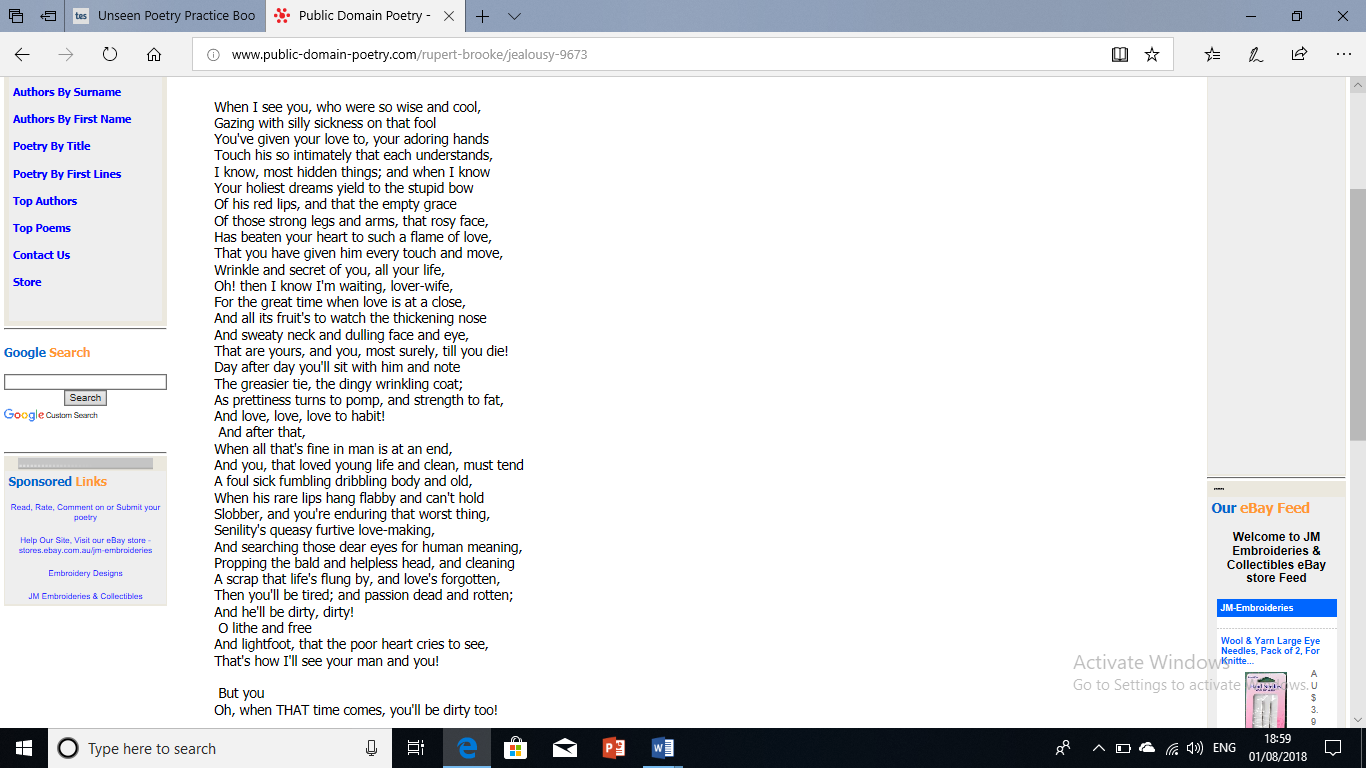 tes Unseen Poetry Practice Boo
Public Domain Poetry -
www.public-domain-poetry.com/rupert-brooke/jealousy-9673
Authors By Surname
Authors By First Name
Poetry By Title
Poetry By First Lines
Top Authors
Top Poems
Contact Us
Store
Google Search
Search
Google Custom Search
Sponsored Links
Read, Rate, Comment on or Submit your
poetry
Help Our Site, Visit our eBay store -
stores.ebay.com.au/jm-embroideries
Embroidery Designs
JM Embroideries & Collectibles
When I see you, who were so wise and cool,
Gazing with silly sickness on that fool
You've given your love to, your adoring hands
Touch his so intimately that each understands,
I know, most hidden things; and when I know
Your holiest dreams yield to the stupid bow
Of his red lips, and that the empty grace
Of those strong legs and arms, that rosy face,
Has beaten your heart to such a flame of love,
That you have given him every touch and move,
Wrinkle and secret of you, all your life,
Oh! then I know I'm waiting, lover-wife,
For the great time when love is at a close,
And all its fruit's to watch the thickening nose
And sweaty neck and dulling face and eye,
That are yours, and you, most surely, till you die!
Day after day you'll sit with him and note
The greasier tie, the dingy wrinkling coat;
As prettiness turns to pomp, and strength to fat,
And love, love, love to habit!
And after that,
When all that's fine in man is at an end,
And you, that loved young life and clean, must tend
A foul sick fumbling dribbling body and old,
When his rare lips hang flabby and can't hold
Slobber, and you're enduring that worst thing,
Senility's queasy furtive love-making,
And searching those dear eyes for human meaning,
Propping the bald and helpless head, and cleaning
A scrap that life's flung by, and love's forgotten,
Then you'll be tired; and passion dead and rotten;
And he'll be dirty, dirty!
O lithe and free
And lightfoot, that the poor heart cries to see,
That's how I'll see your man and you!
But you
Oh, when THAT time comes, you'll be dirty too!
Our eBay Feed
Welcome to JM
Embroideries &
Collectibles eBay
store Feed
JM-Embroideries
Wool & Yarn Large Eye
Needles, Pack of 2, For
Knitte...
A
U
$
3.
9
Activate Windows
Go to Settings to activate Windows.
Type here to search
ENG
18:59
01/08/2018